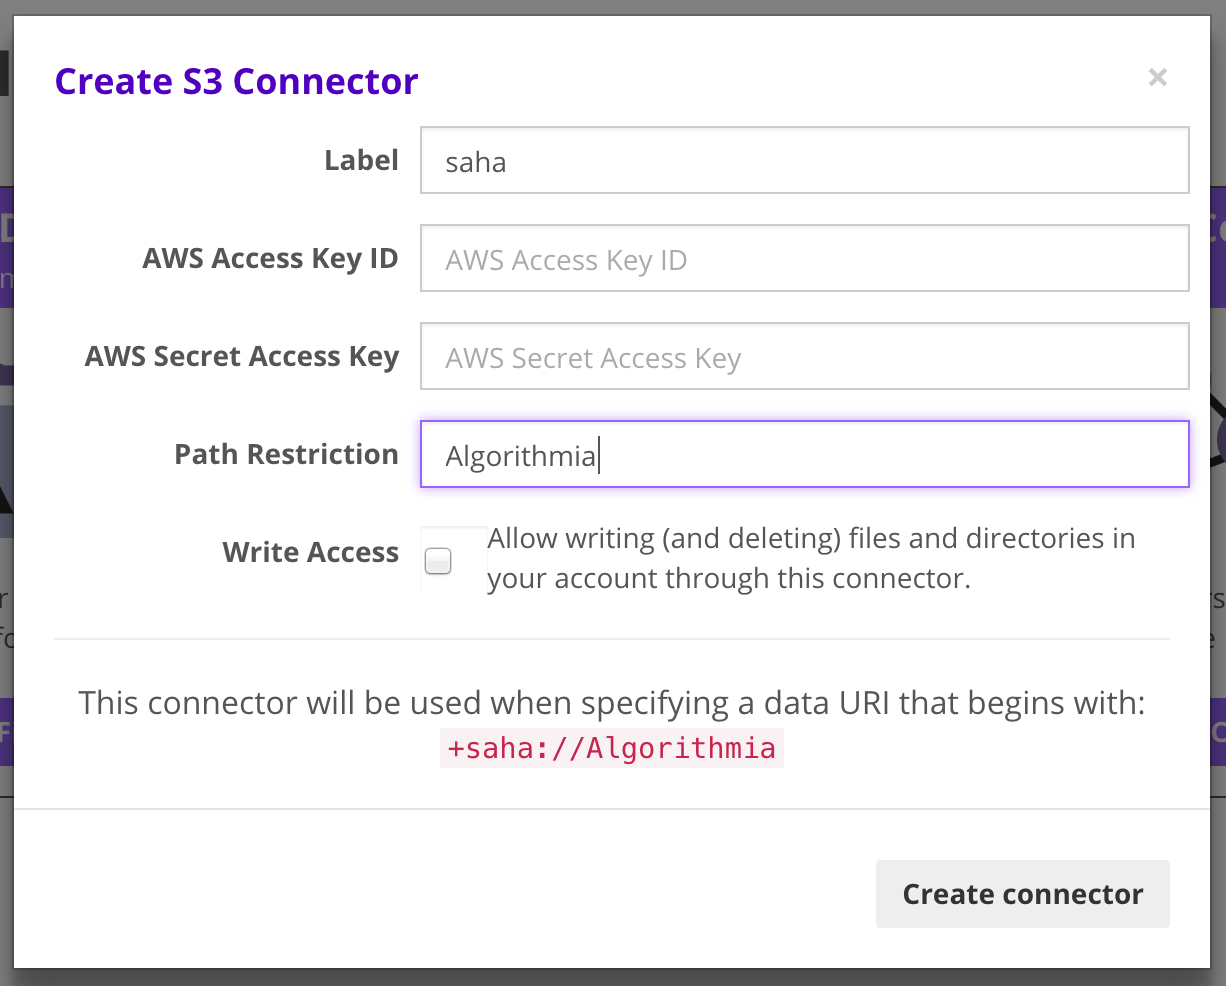 Create S3 Connector
×
Label
saha
AWS Access Key ID
AWS Access Key ID
AWS Secret Access Key
AWS Secret Access Key
Path Restriction
Algorithmia
Write Access
Allow writing (and deleting) files and directories in
your account through this connector.
This connector will be used when specifying a data URI that begins with:
+saha://Algorithmia
Create connector